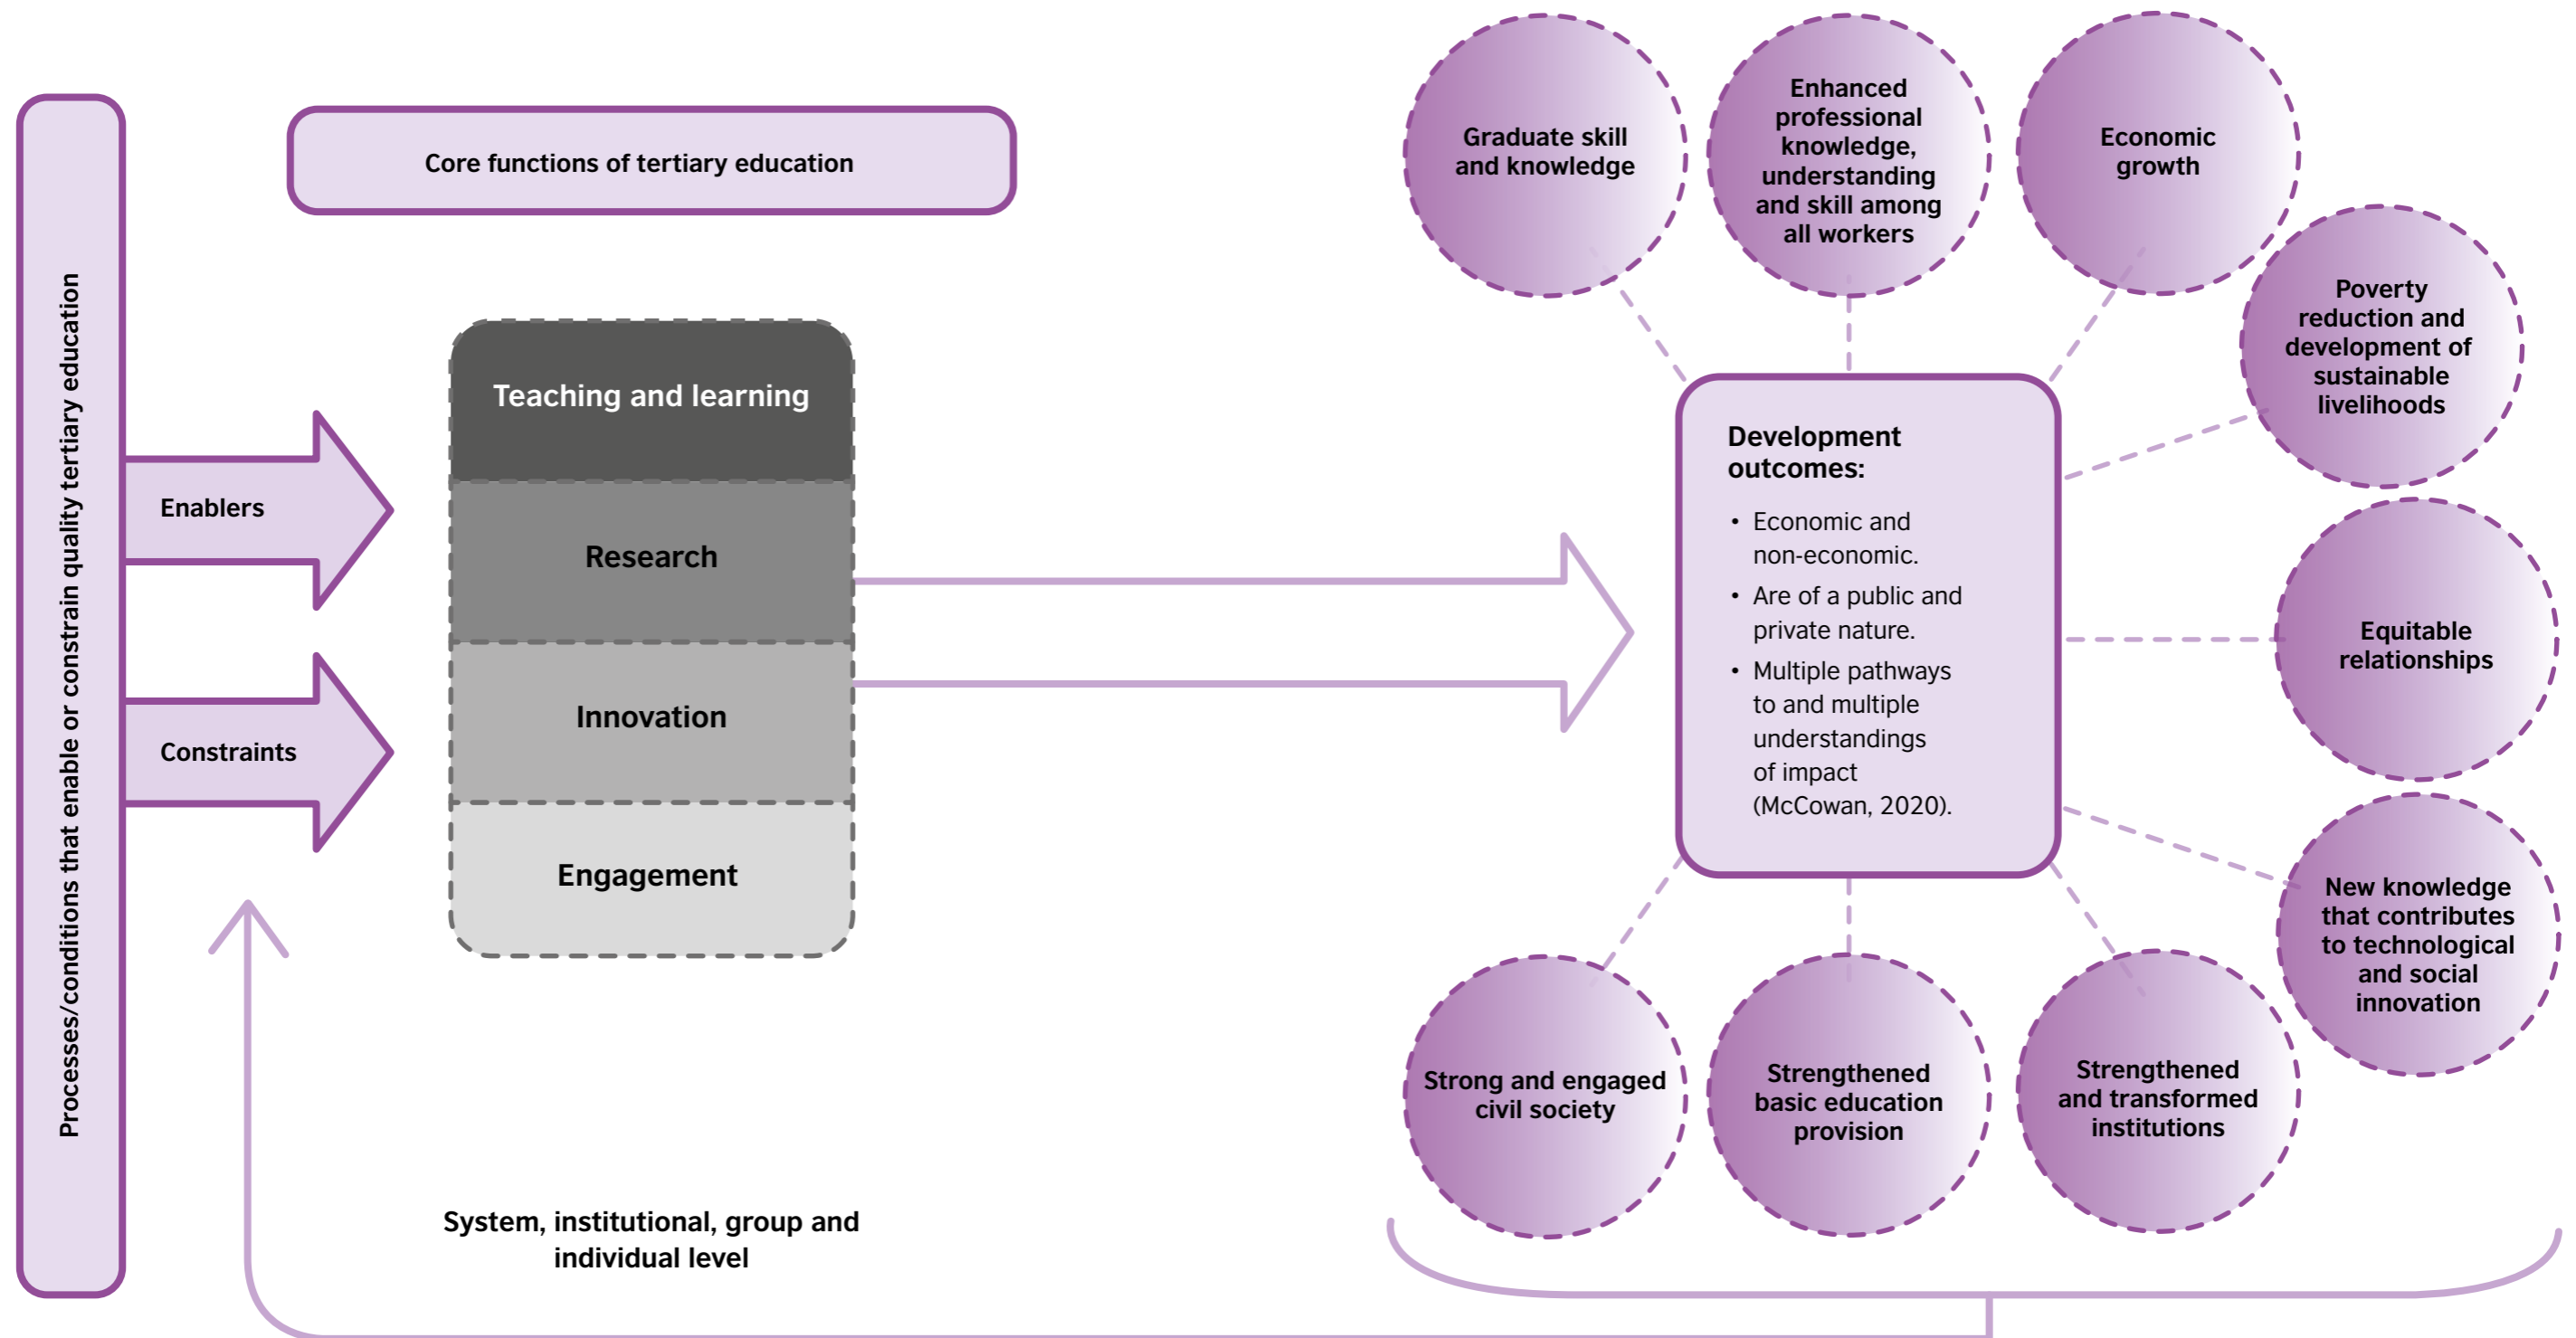 Processes/conditions that enable or constrain quality tertiary education
Core functions of tertiary education
Enablers
Constraints
Teaching and learning
Research
Innovation
Engagement
System, institutional, group and
individual level
Development
outcomes:
• Economic and
non-economic.
• Are of a public and
private nature.
• Multiple pathways
to and multiple
understandings
of impact
(McCowan, 2020).
Graduate skill
and knowledge
Enhanced
professional
knowledge,
understanding
and skill among
all workers
Economic
growth
Poverty
reduction and
development of
sustainable
livelihoods
Equitable
relationships
New knowledge
that contributes
to technological
and social
innovation
Strengthened
and transformed
institutions
Strengthened
basic education
provision
Strong and engaged
civil society